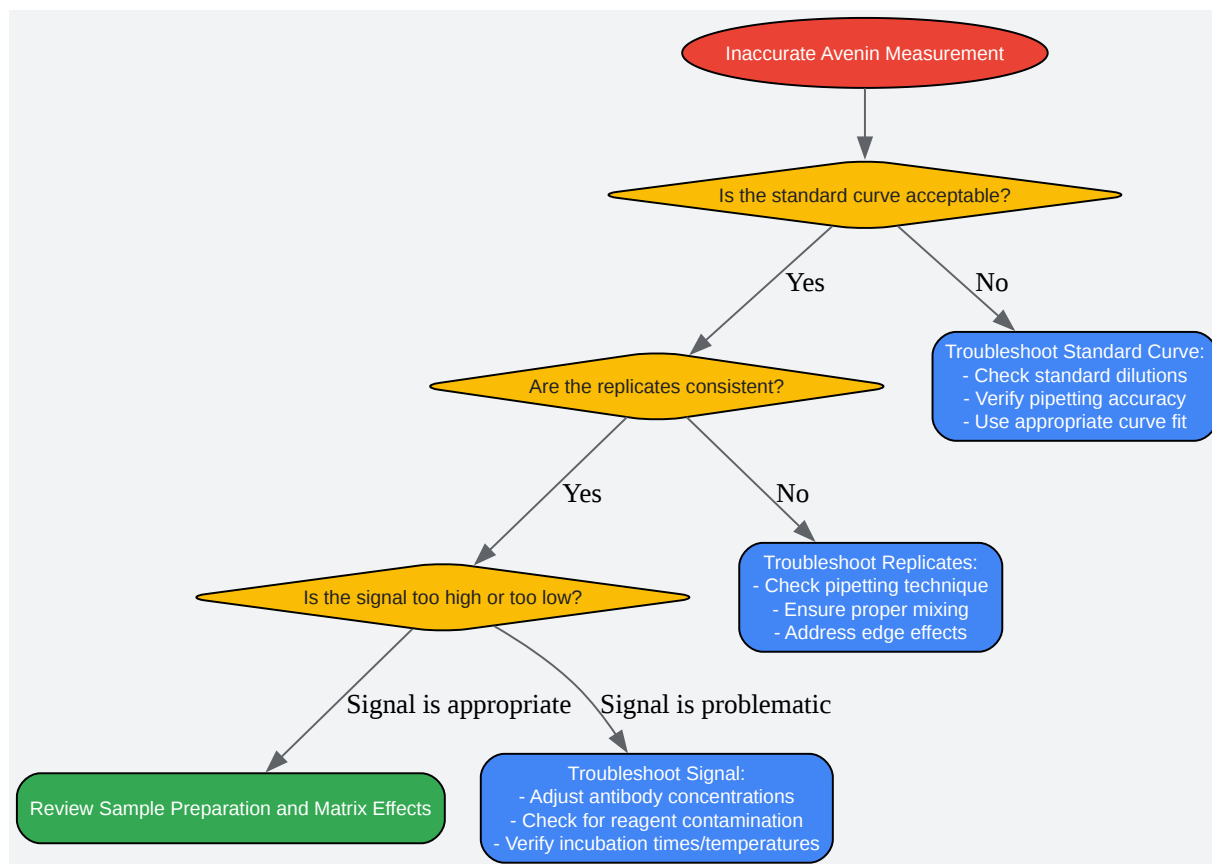 Inaccurate Avenin Measurement
Is the standard curve acceptable?
Yes
No
Troubleshoot Standard Curve:
- Check standard dilutions
- Verify pipetting accuracy
- Use appropriate curve fit
Are the replicates consistent?
Yes
No
Troubleshoot Replicates:
- Check pipetting technique
- Ensure proper mixing
- Address edge effects
Is the signal too high or too low?
Signal is appropriate
Signal is problematic
Review Sample Preparation and Matrix Effects
Troubleshoot Signal:
- Adjust antibody concentrations
- Check for reagent contamination
- Verify incubation times/temperatures